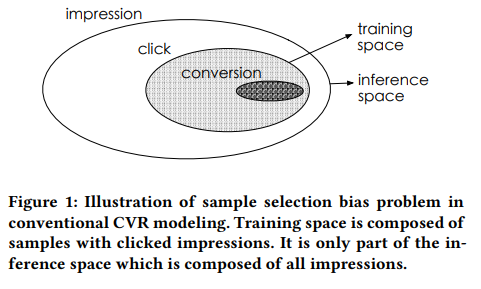 impression
click
conversion
training
space
inference
space
Figure 1: Illustration of sample selection bias problem in
conventional CVR modeling. Training space is composed of
samples with clicked impressions. It is only part of the in-
ference space which is composed of all impressions.